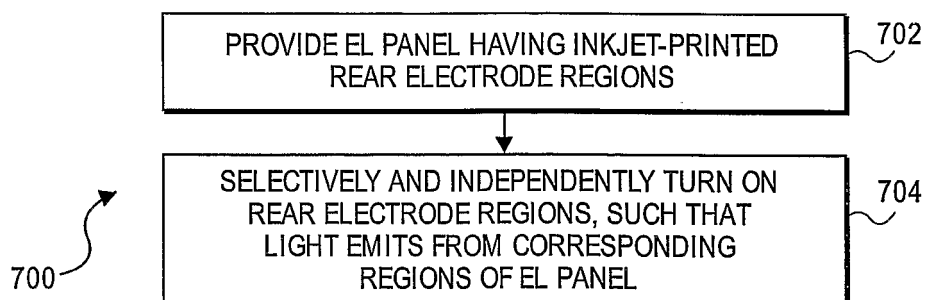 PROVIDE EL PANEL HAVING INKJET-PRINTED
REAR ELECTRODE REGIONS
702
SELECTIVELY AND INDEPENDENTLY TURN ON
REAR ELECTRODE REGIONS, SUCH THAT
LIGHT EMITS FROM CORRESPONDING
REGIONS OF EL PANEL
704
700